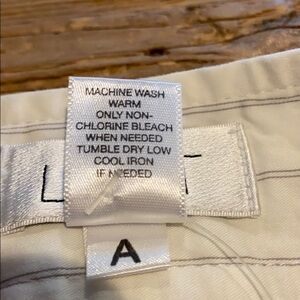 MACHINE WASH
WARM
ONLY NON-
CHLORINE BLEACH
WHEN NEEDED
TUMBLE DRY LOW
COOL IRON
IF NEEDED
A